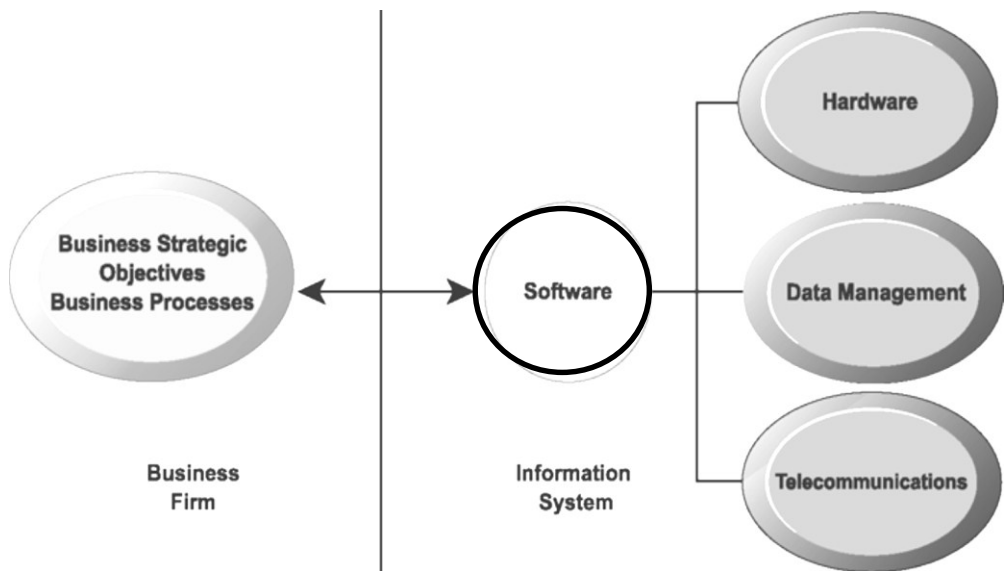 Business Strategic
Objectives
Business Processes
Business
Firm
Software
Information
System
Hardware
Data Management
Telecommunications